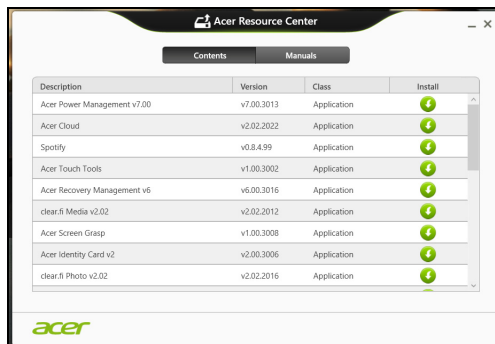 Acer Resource Center
Contents Manuals
Description Version Class Install
Acer Power Management v7.00 v7.00.3013 Application
Acer Cloud v2.02.2022 Application
Spotify v0.8.4.99 Application
Acer Touch Tools v1.00.3002 Application
Acer Recovery Management v6 v6.00.3016 Application
clear.fi Media v2.02 v2.02.2012 Application
Acer Screen Grasp v1.00.3008 Application
Acer Identity Card v2 v2.00.3006 Application
clear.fi Photo v2.02 v2.02.2016 Application
acer